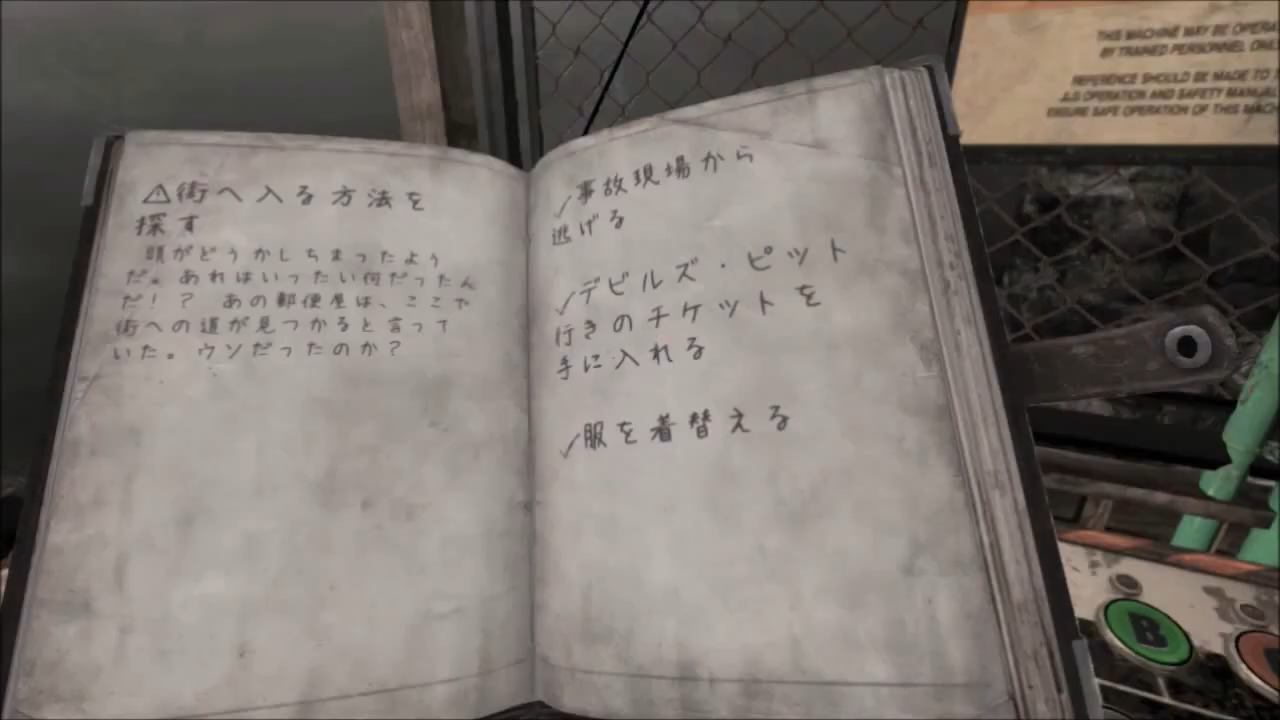 ⚠街へ入る方法を
探す
頭がどうかしちまったよう
だ。あれはいったい何だったん
だ！？ あの郵便屋は、ここで
街への道が見つかると言って
いた。ウソだったのか？
✓事故現場から
逃げる
✓デビルズ・ピット
行きのチケットを
手に入れる
✓服を着替える
THIS MACHINE MAY BE OPERA
BY TRAINED PERSONNEL ONL
REFERENCE SHOULD BE MADE TO
JLG OPERATION AND SAFETY MANUAL
ENSURE SAFE OPERATION OF THIS MACH
B